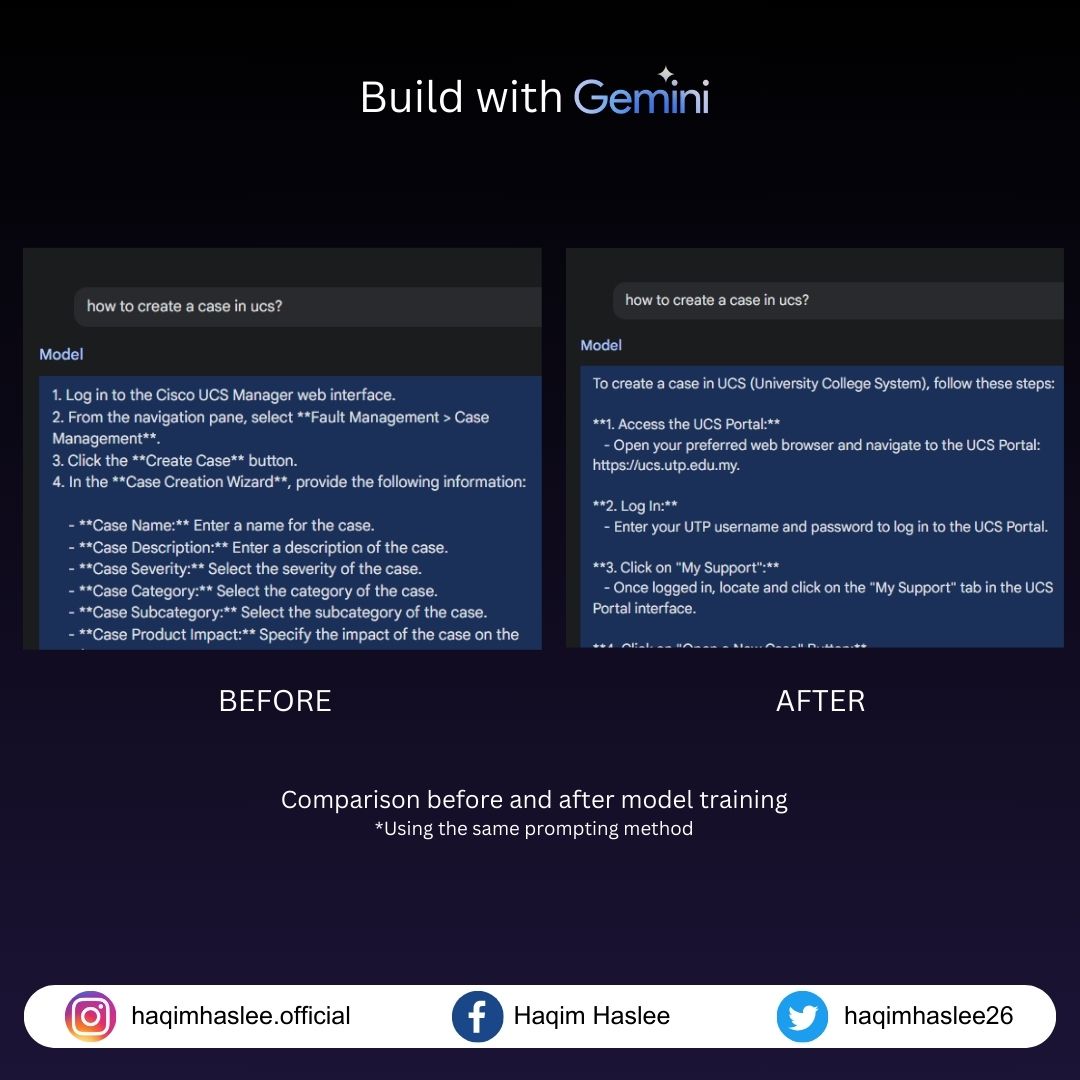 Build with Gemini
how to create a case in ucs?
Model
1. Log in to the Cisco UCS Manager web interface.
2. From the navigation pane, select **Fault Management > Case
Management**.
3. Click the **Create Case** button.
4. In the **Case Creation Wizard**, provide the following information:
- **Case Name:** Enter a name for the case.
- **Case Description:** Enter a description of the case.
- **Case Severity:** Select the severity of the case.
- **Case Category:** Select the category of the case.
- **Case Subcategory:** Select the subcategory of the case.
- **Case Product Impact:** Specify the impact of the case on the
BEFORE
how to create a case in ucs?
Model
To create a case in UCS (University College System), follow these steps:
**1. Access the UCS Portal:**
- Open your preferred web browser and navigate to the UCS Portal:
https://ucs.utp.edu.my.
**2. Log In:**
- Enter your UTP username and password to log in to the UCS Portal.
**3. Click on "My Support":**
- Once logged in, locate and click on the "My Support" tab in the UCS
Portal interface.
**4. Click on "Open a New Case" Button:**
AFTER
Comparison before and after model training
*Using the same prompting method
haqimhaslee.official
Haqim Haslee
haqimhaslee26